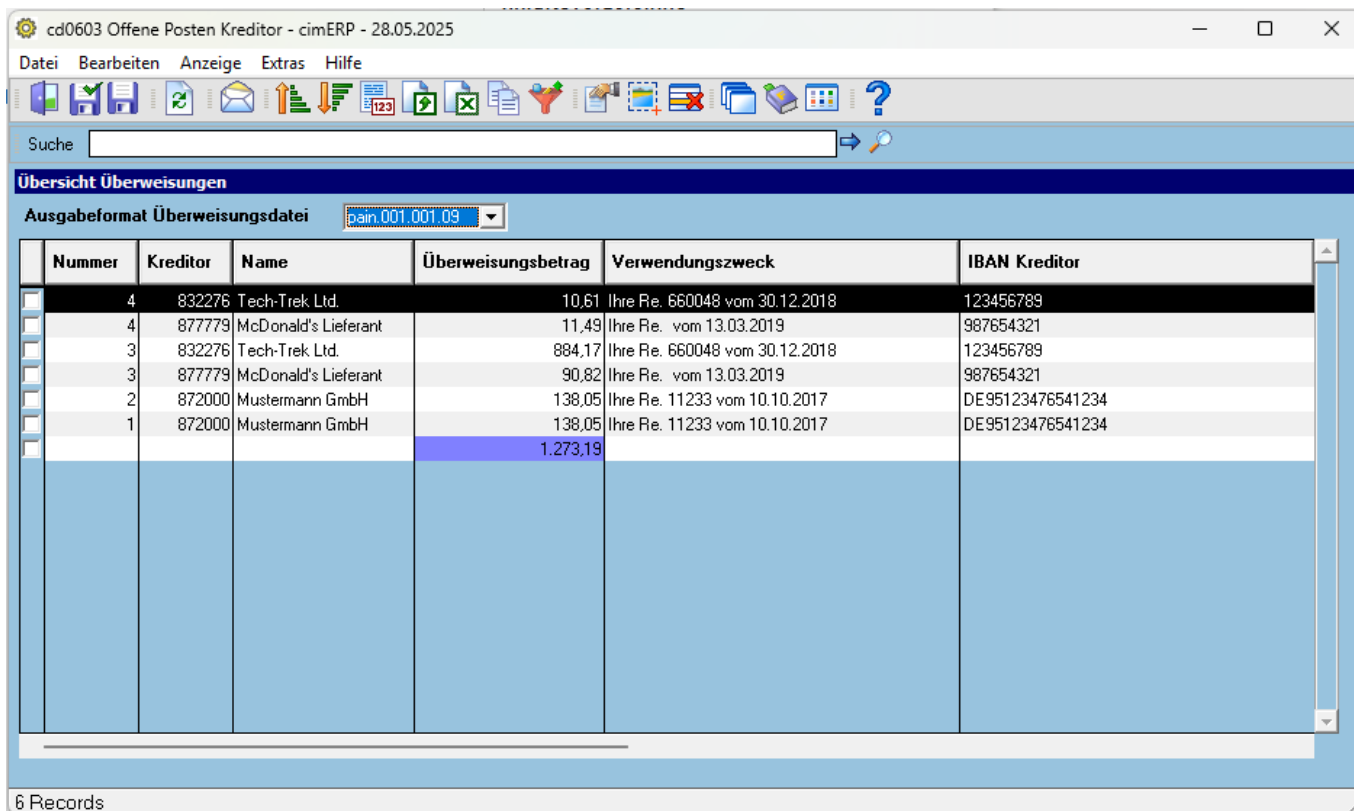 cd0603 Offene Posten Kreditor - cimERP - 28.05.2025
Datei Bearbeiten Anzeige Extras Hilfe
123
Suche
Übersicht Überweisungen
Ausgabeformat Überweisungsdatei pain.001.001.09
Nummer Kreditor Name Überweisungsbetrag Verwendungszweck IBAN Kreditor
4 832276 Tech-Trek Ltd. 10,61 Ihre Re. 660048 vom 30.12.2018 123456789
4 877779 McDonald's Lieferant 11,49 Ihre Re. vom 13.03.2019 987654321
3 832276 Tech-Trek Ltd. 884,17 Ihre Re. 660048 vom 30.12.2018 123456789
3 877779 McDonald's Lieferant 90,82 Ihre Re. vom 13.03.2019 987654321
2 872000 Mustermann GmbH 138,05 Ihre Re. 11233 vom 10.10.2017 DE95123476541234
1 872000 Mustermann GmbH 138,05 Ihre Re. 11233 vom 10.10.2017 DE95123476541234
1.273,19
6 Records